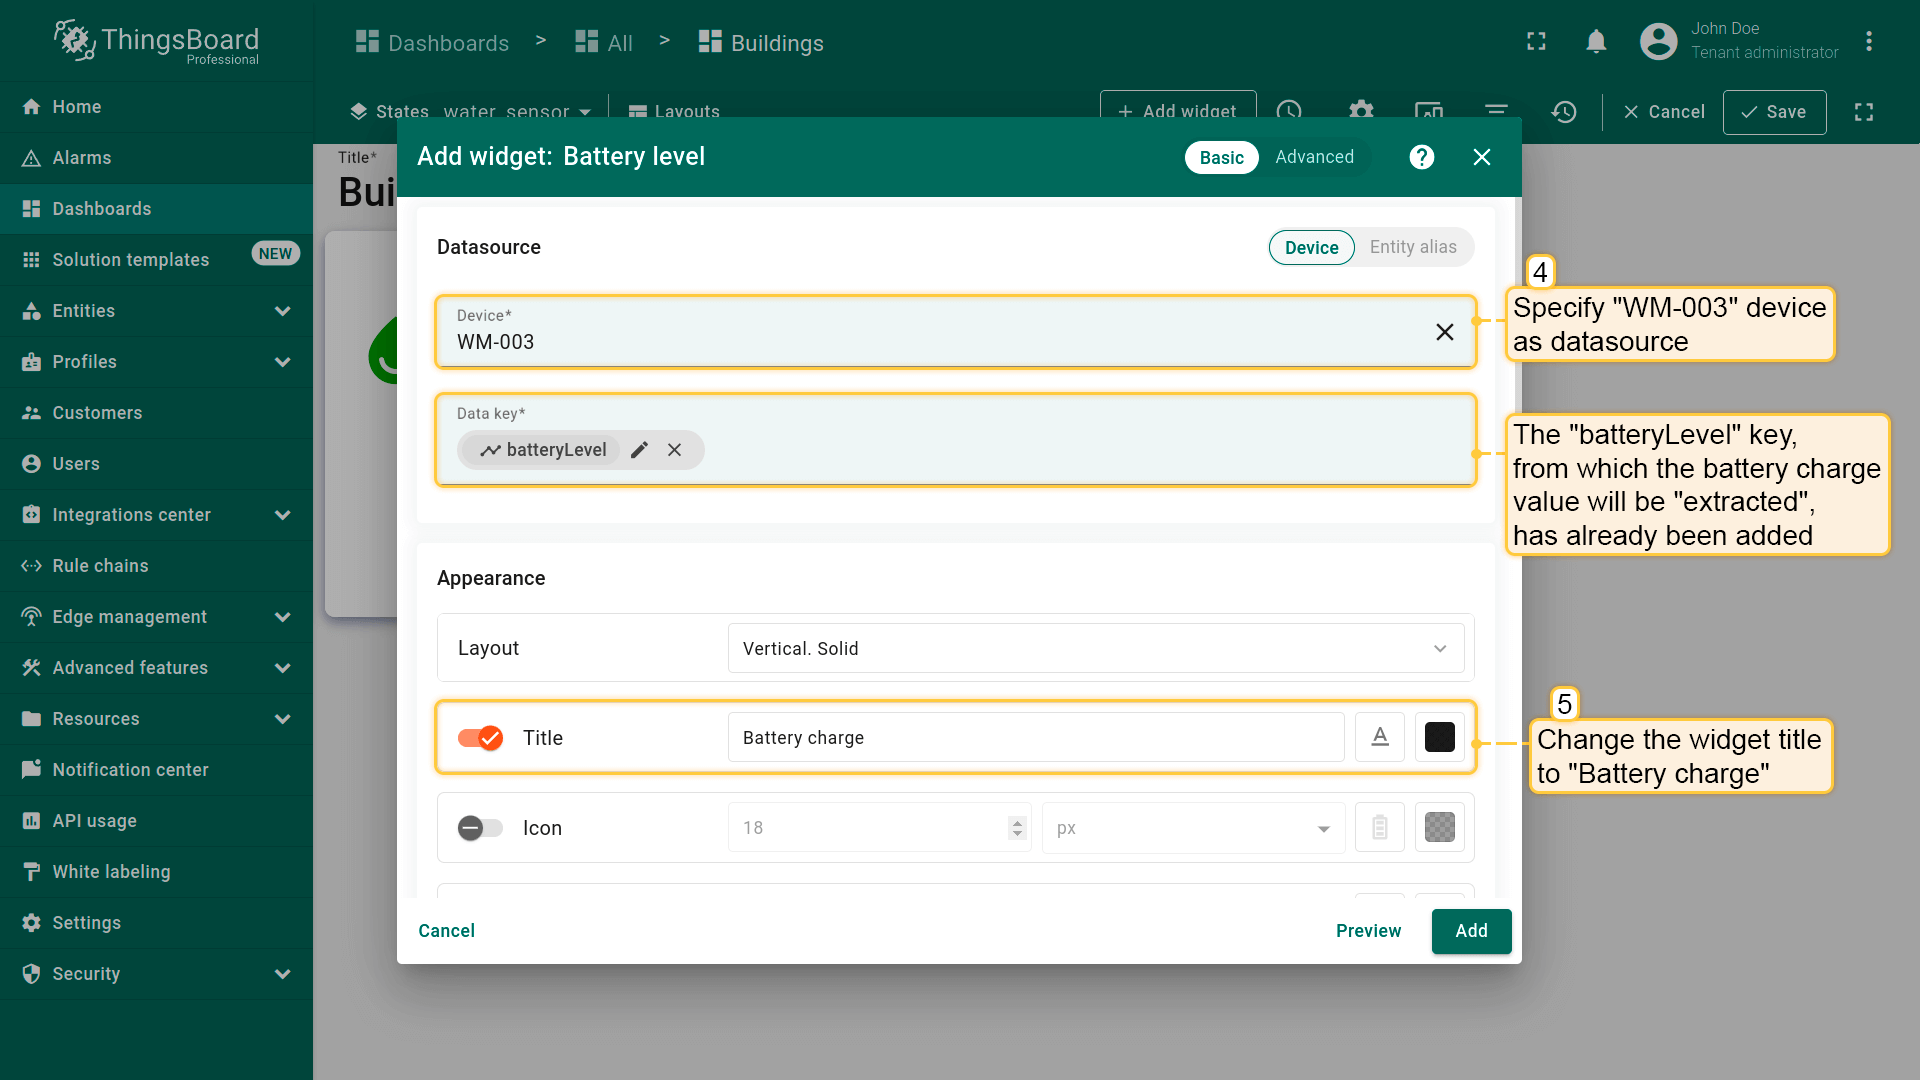 ThingsBoard
Professional
Dashboards > All > Buildings
John Doe
Tenant administrator
States water_sensor Layouts
+ Add widget
Cancel
Save
Home
Alarms
Dashboards
Solution templates NEW
Entities
Profiles
Customers
Users
Integrations center
Rule chains
Edge management
Advanced features
Resources
Notification center
API usage
White labeling
Settings
Security
Title*
Bui
Add widget: Battery level
Basic Advanced
?
Datasource
Device Entity alias
Device*
WM-003
Data key*
batteryLevel
Appearance
Layout Vertical. Solid
Title Battery charge
Icon 18 px
Cancel Preview Add
4
Specify "WM-003" device
as datasource
The "batteryLevel" key,
from which the battery charge
value will be "extracted",
has already been added
5
Change the widget title
to "Battery charge"